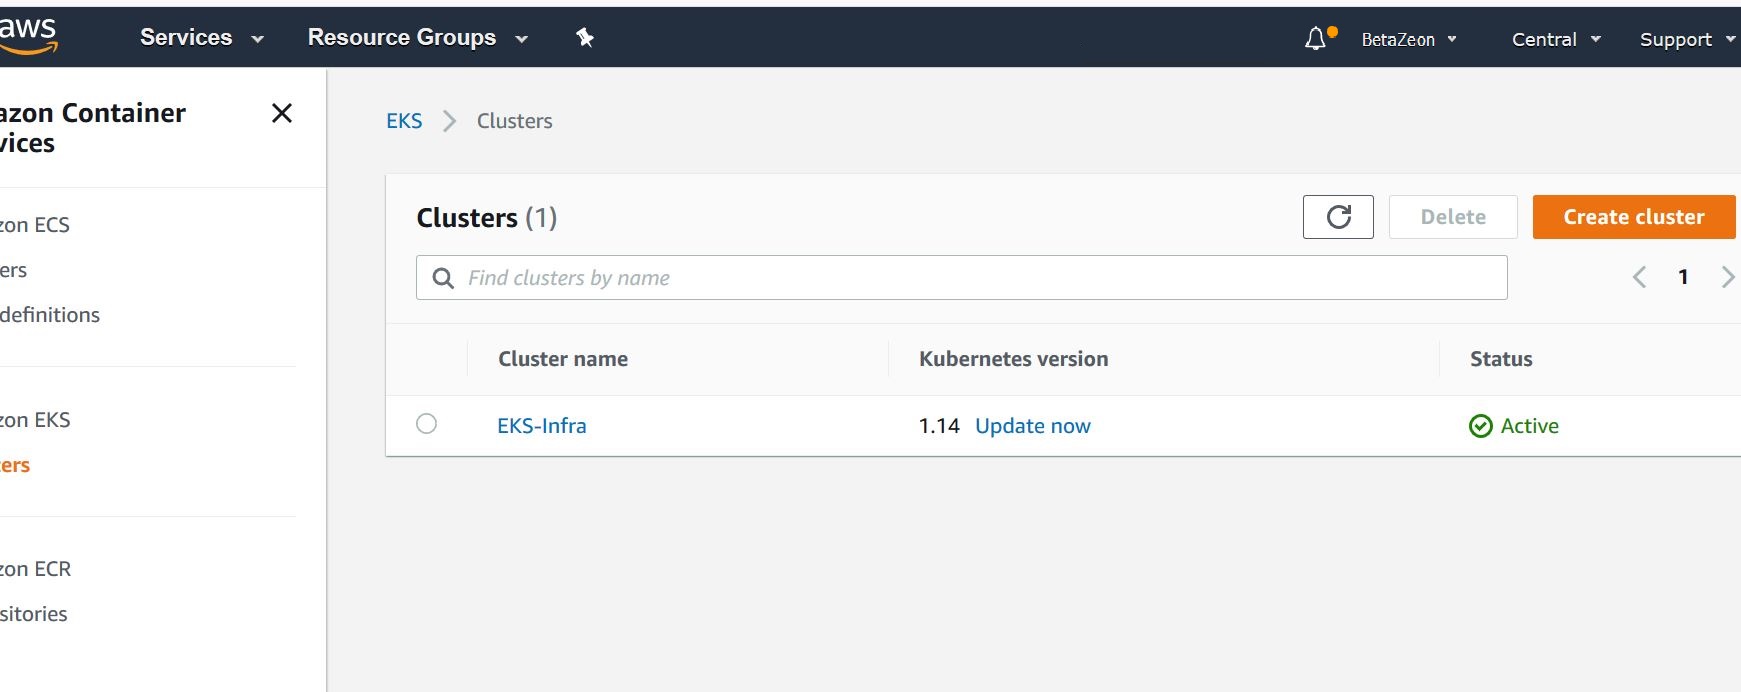 aws Services Resource Groups BetaZeon Central Support
azon Container
vices
EKS > Clusters
Clusters (1) Delete Create cluster
zon ECS
ers
definitions
Find clusters by name 1
Cluster name Kubernetes version Status
EKS-Infra 1.14 Update now Active
zon EKS
ters
zon ECR
sitories